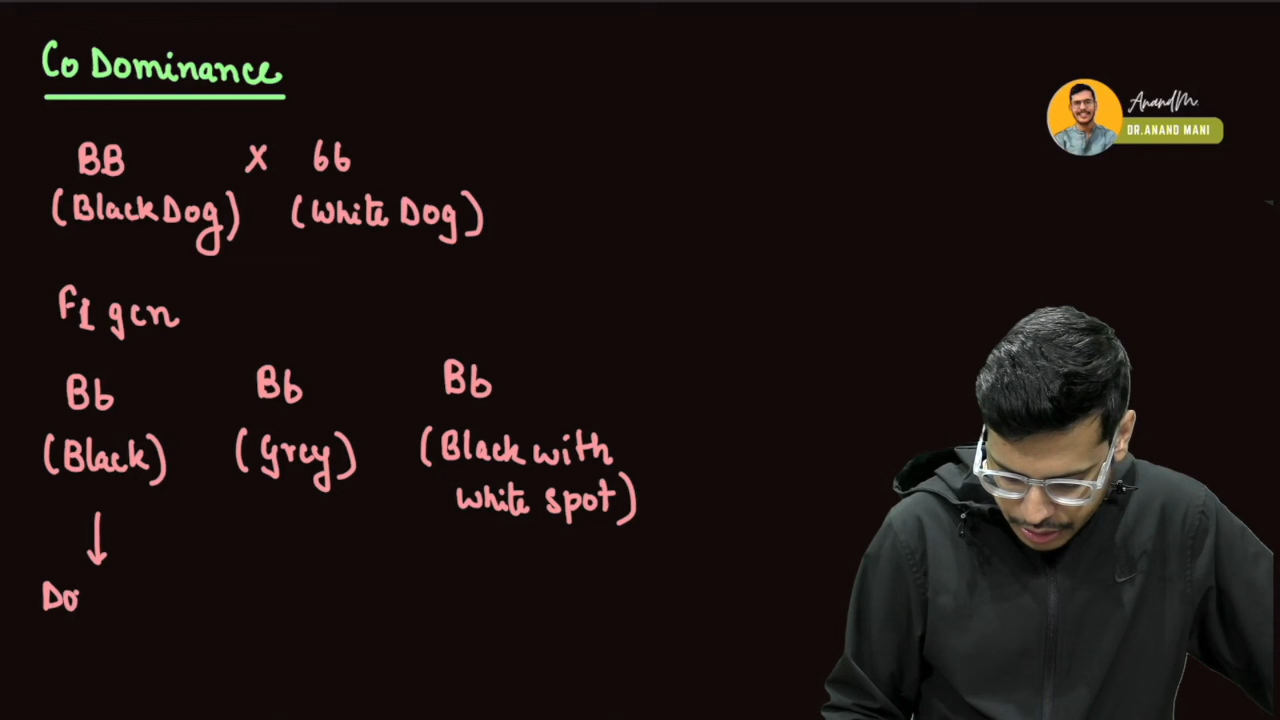 Co Dominance
AnandM.
DR.ANAND MANI
BB X bb
(Black Dog) (White Dog)
F1 gen
Bb Bb Bb
(Black) (Grey) (Black with
white spot)
Do